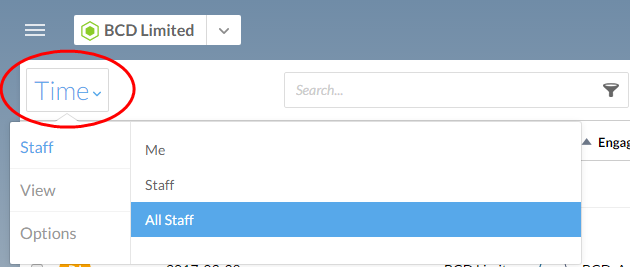 BCD Limited
Time
Search...
Staff
Me
Engag
View
Staff
Options
All Staff